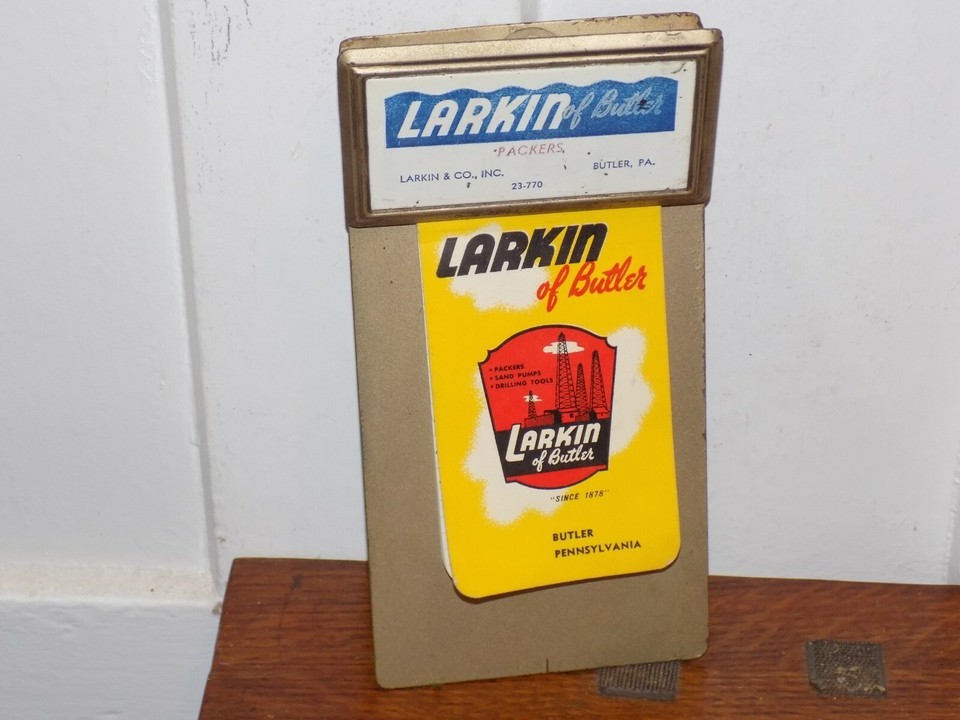 LARKIN of Butler
PACKERS
LARKIN & CO., INC. BUTLER, PA.
23-770
LARKIN
of Butler
• PACKERS
• SAND PUMPS
• DRILLING TOOLS
LARKIN
of Butler
"SINCE 1878"
BUTLER
PENNSYLVANIA